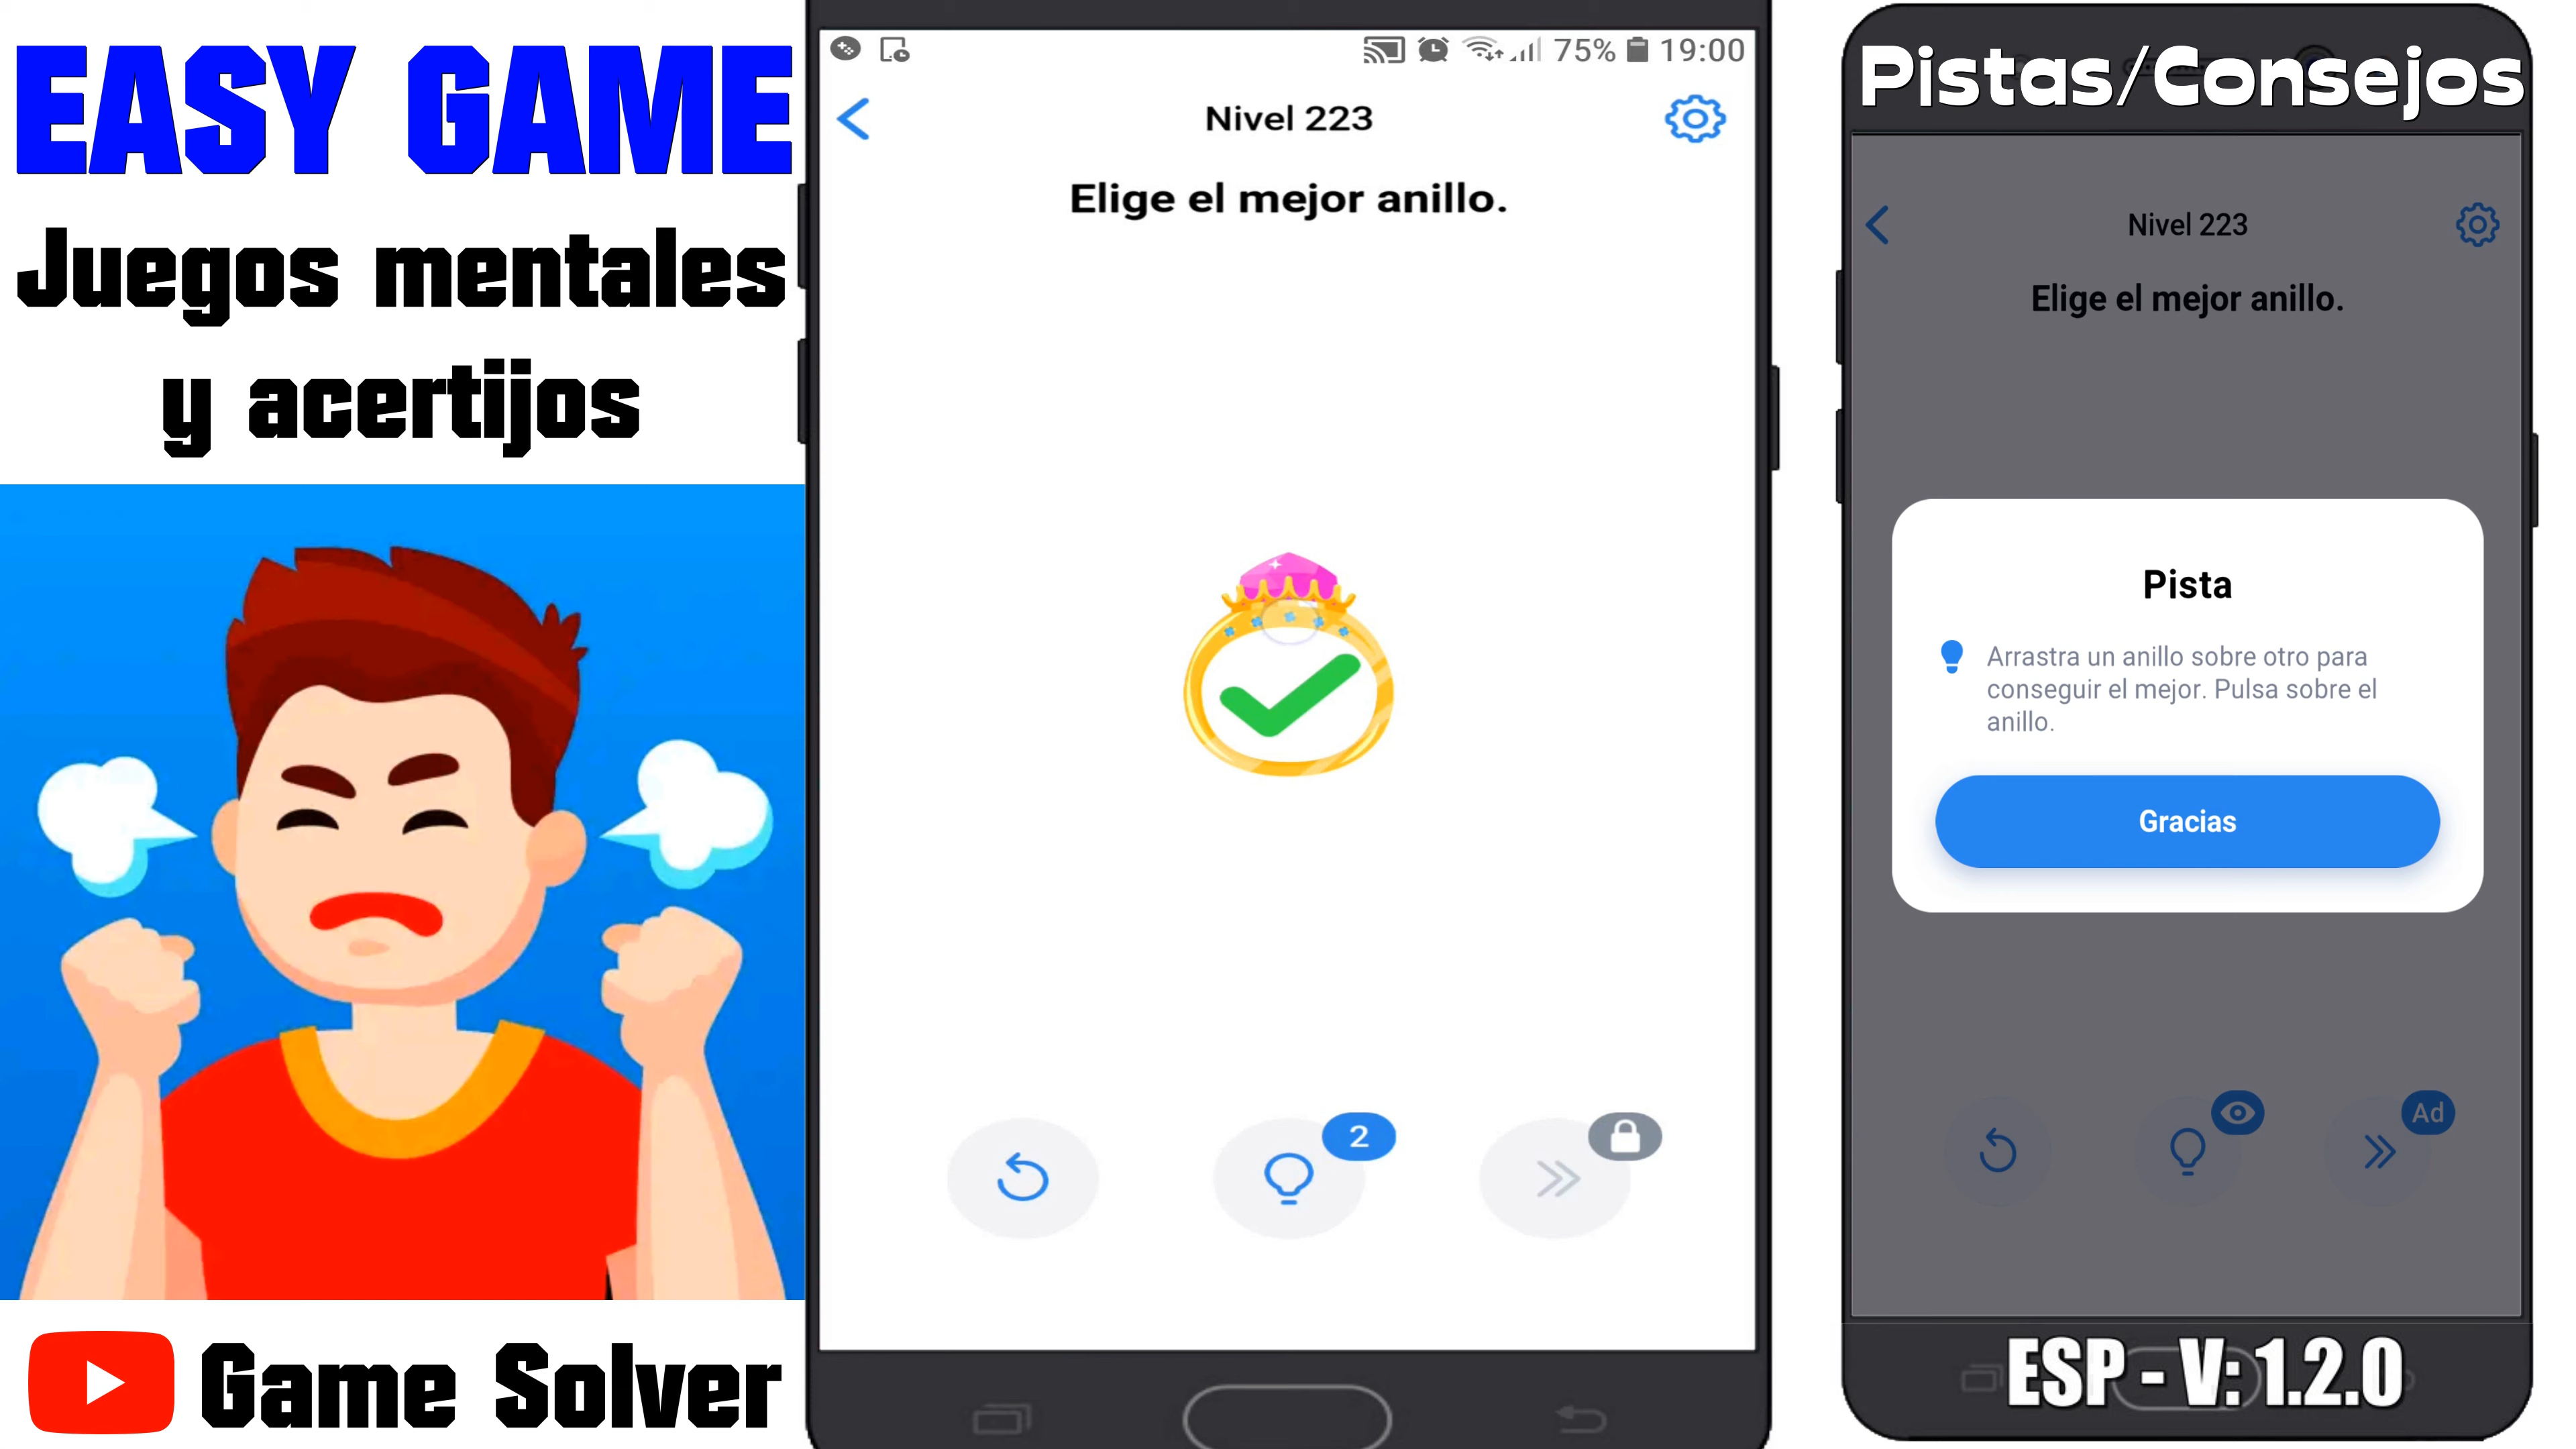 EASY GAME
Juegos mentales
y acertijos
Game Solver
75% 19:00
Nivel 223
Elige el mejor anillo.
2
Pistas/Consejos
Nivel 223
Elige el mejor anillo.
Pista
Arrastra un anillo sobre otro para
conseguir el mejor. Pulsa sobre el
anillo.
Gracias
Ad
ESP - V: 1.2.0